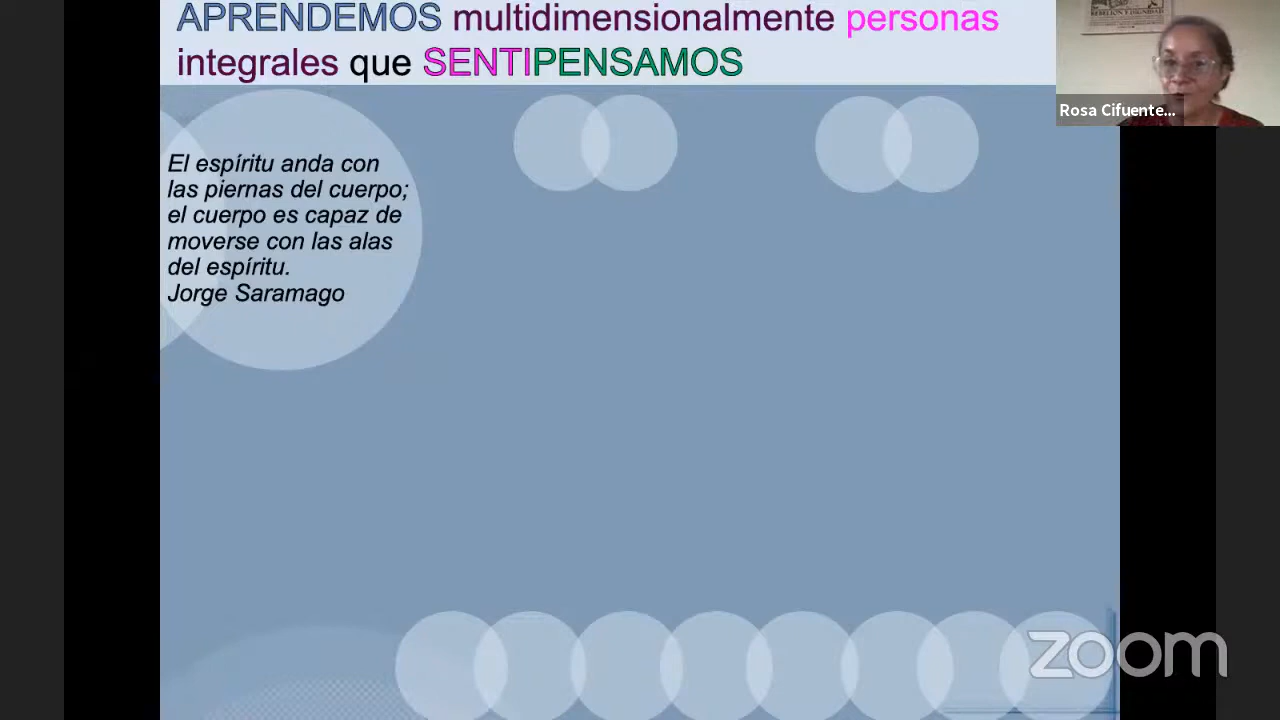 APRENDEMOS multidimensionalmente personas
integrales que SENTIPENSAMOS
El espíritu anda con
las piernas del cuerpo;
el cuerpo es capaz de
moverse con las alas
del espíritu.
Jorge Saramago
Rosa Cifuente...
zoom